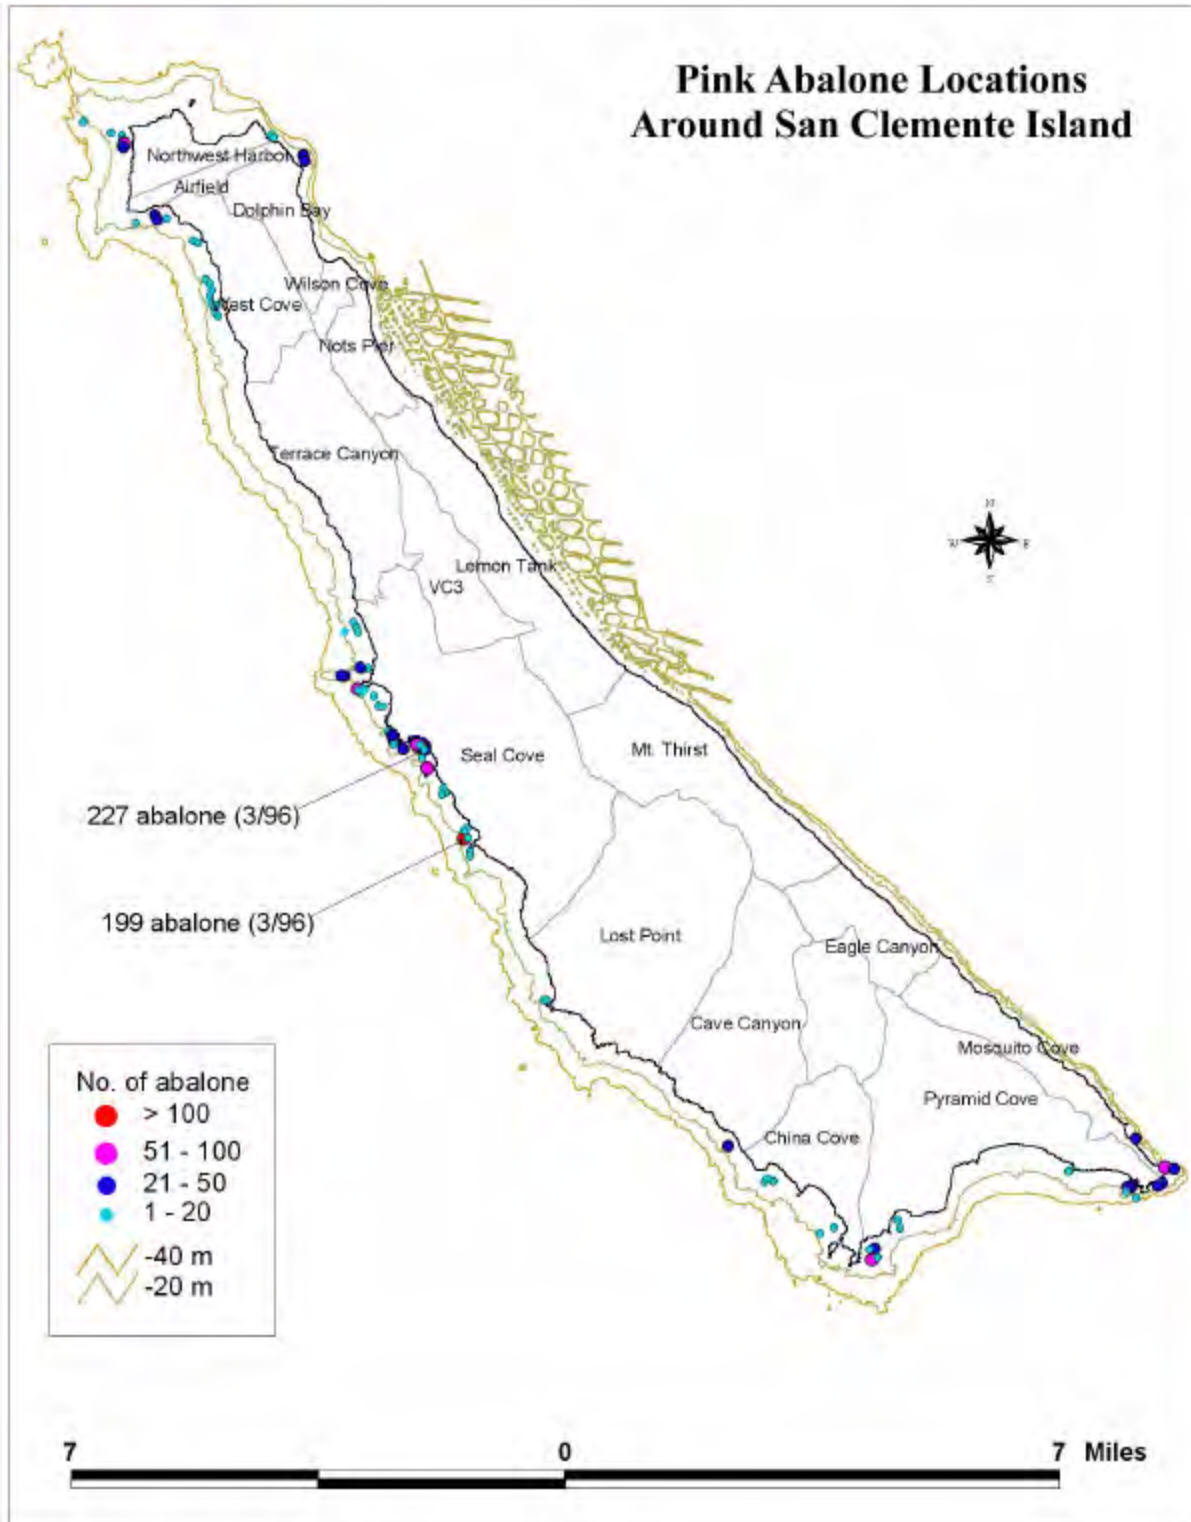 Pink Abalone Locations
Around San Clemente Island
Northwest Harbor
Airfield
Dolphin Bay
Wilson Cove
West Cove
Nots Pier
Terrace Canyon
Lemon Tank
VC3
N
W
E
S
Seal Cove
Mt. Thirst
227 abalone (3/96)
199 abalone (3/96)
Lost Point
Eagle Canyon
Cave Canyon
Mosquito Cove
Pyramid Cove
China Cove
No. of abalone
> 100
51 - 100
21 - 50
1 - 20
-40 m
-20 m
7 0 7 Miles